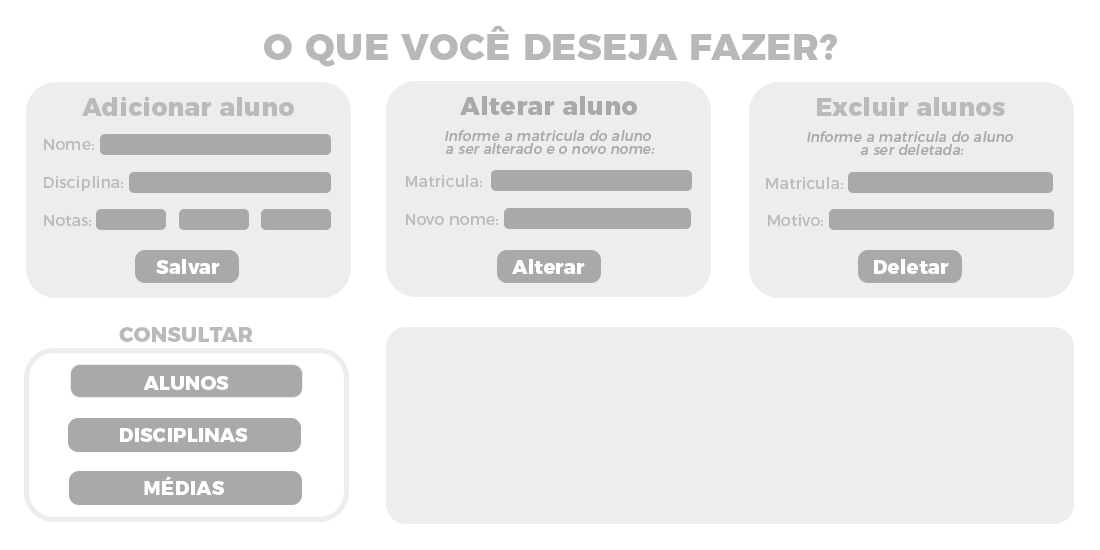 O QUE VOCÊ DESEJA FAZER?
Adicionar aluno
Nome:
Disciplina:
Notas:
Salvar
Alterar aluno
Informe a matricula do aluno
a ser alterado e o novo nome:
Matricula:
Novo nome:
Alterar
Excluir alunos
Informe a matricula do aluno
a ser deletada:
Matricula:
Motivo:
Deletar
CONSULTAR
ALUNOS
DISCIPLINAS
MÉDIAS